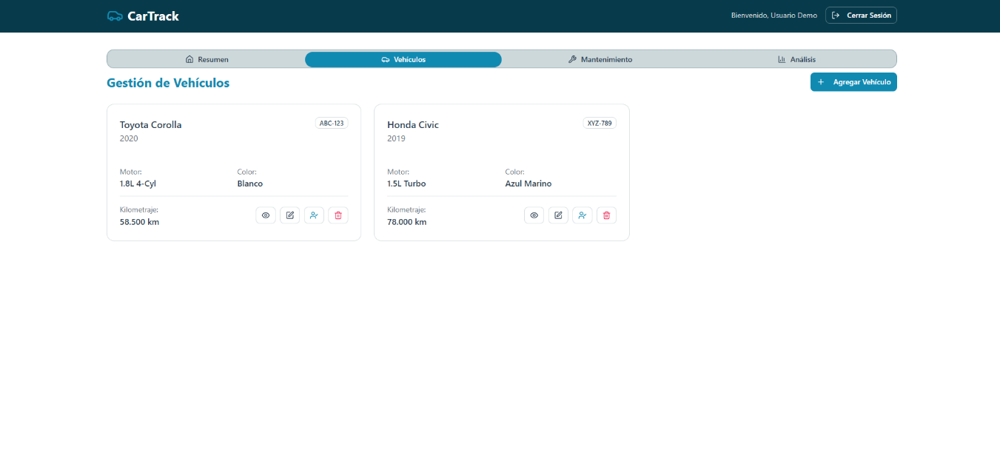 CarTrack
Bienvenido, Usuario Demo
Cerrar Sesión
Resumen
Vehículos
Mantenimiento
Análisis
Gestión de Vehículos
Agregar Vehículo
Toyota Corolla
ABC-123
2020
Motor:
Color:
1.8L 4-Cyl
Blanco
Kilometraje:
58.500 km
Honda Civic
XYZ-789
2019
Motor:
Color:
1.5L Turbo
Azul Marino
Kilometraje:
78.000 km